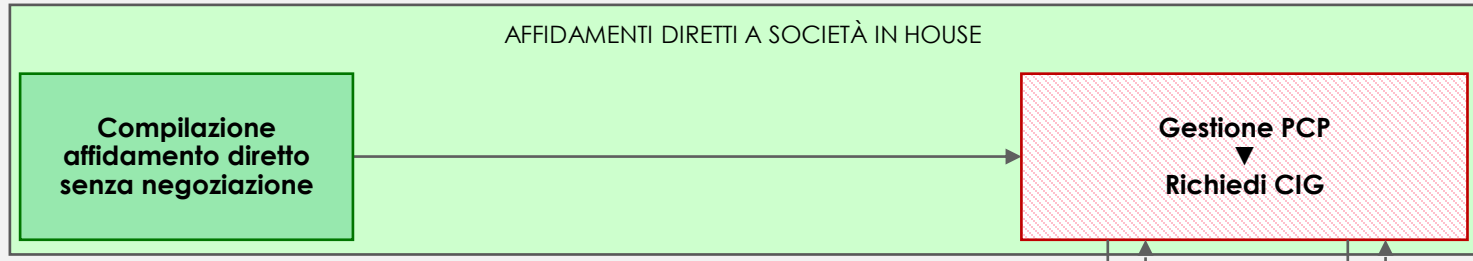 AFFIDAMENTI DIRETTI A SOCIETÀ IN HOUSE
Compilazione
affidamento diretto
senza negoziazione
Gestione PCP
▼
Richiedi CIG